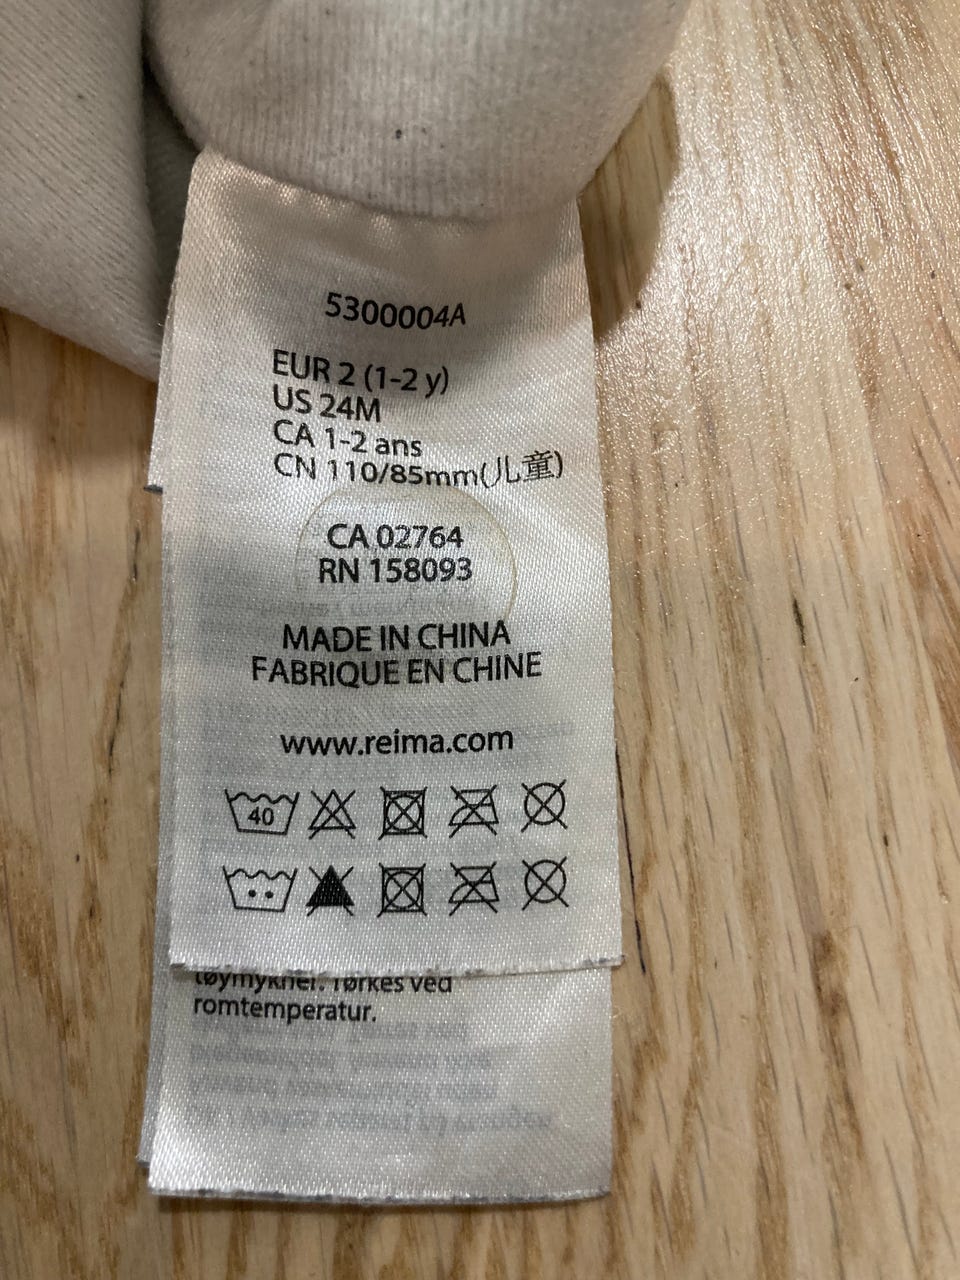 5300004A
EUR 2 (1-2 y)
US 24M
CA 1-2 ans
CN 110/85mm(儿童)
CA 02764
RN 158093
MADE IN CHINA
FABRIQUE EN CHINE
www.reima.com
40
tøymykner. Tørkes ved
romtemperatur.